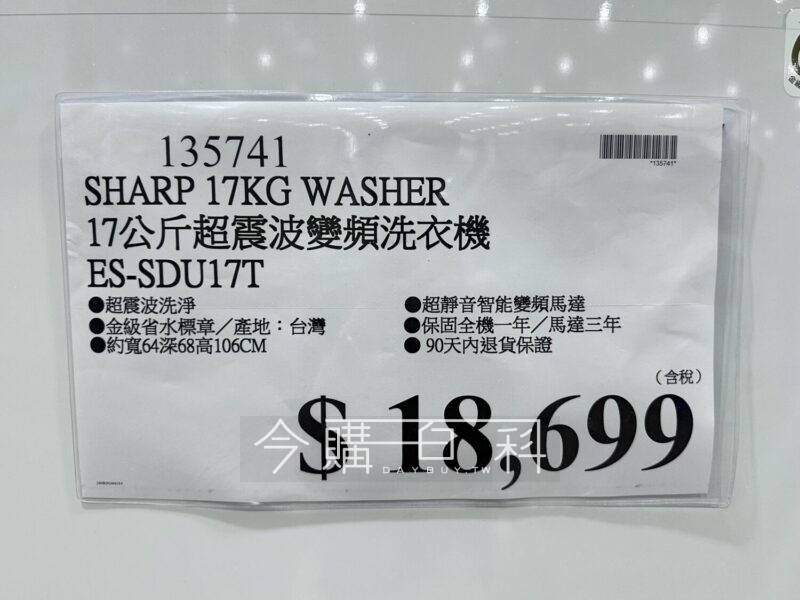 135741
*135741*
SHARP 17KG WASHER
17公斤超震波變頻洗衣機
ES-SDU17T
●超震波洗淨
●金級省水標章／產地：台灣
●約寬64深68高106CM
●超靜音智能變頻馬達
●保固全機一年／馬達三年
● 90天內退貨保證
（含稅）
$ 18,699
今購百科
DAYBUY.TW